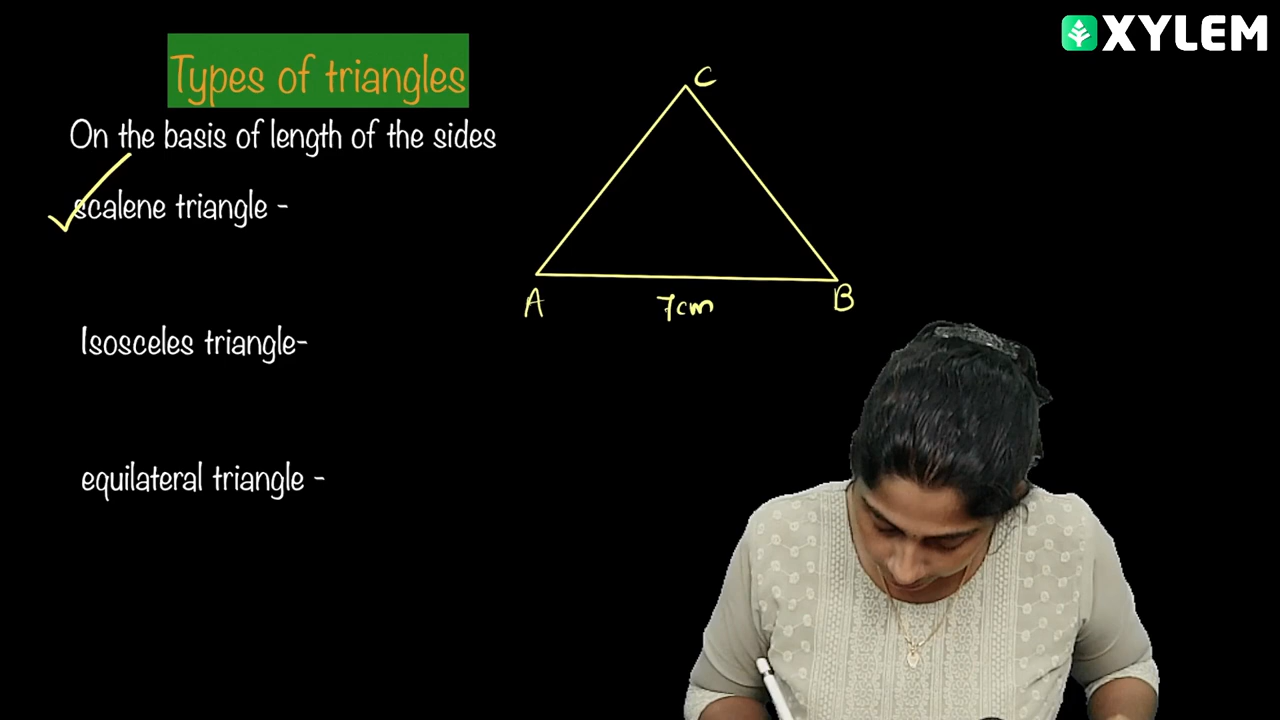 XYLEM
Types of triangles
On the basis of length of the sides
scalene triangle -
Isosceles triangle-
equilateral triangle -
C
A
7cm
B